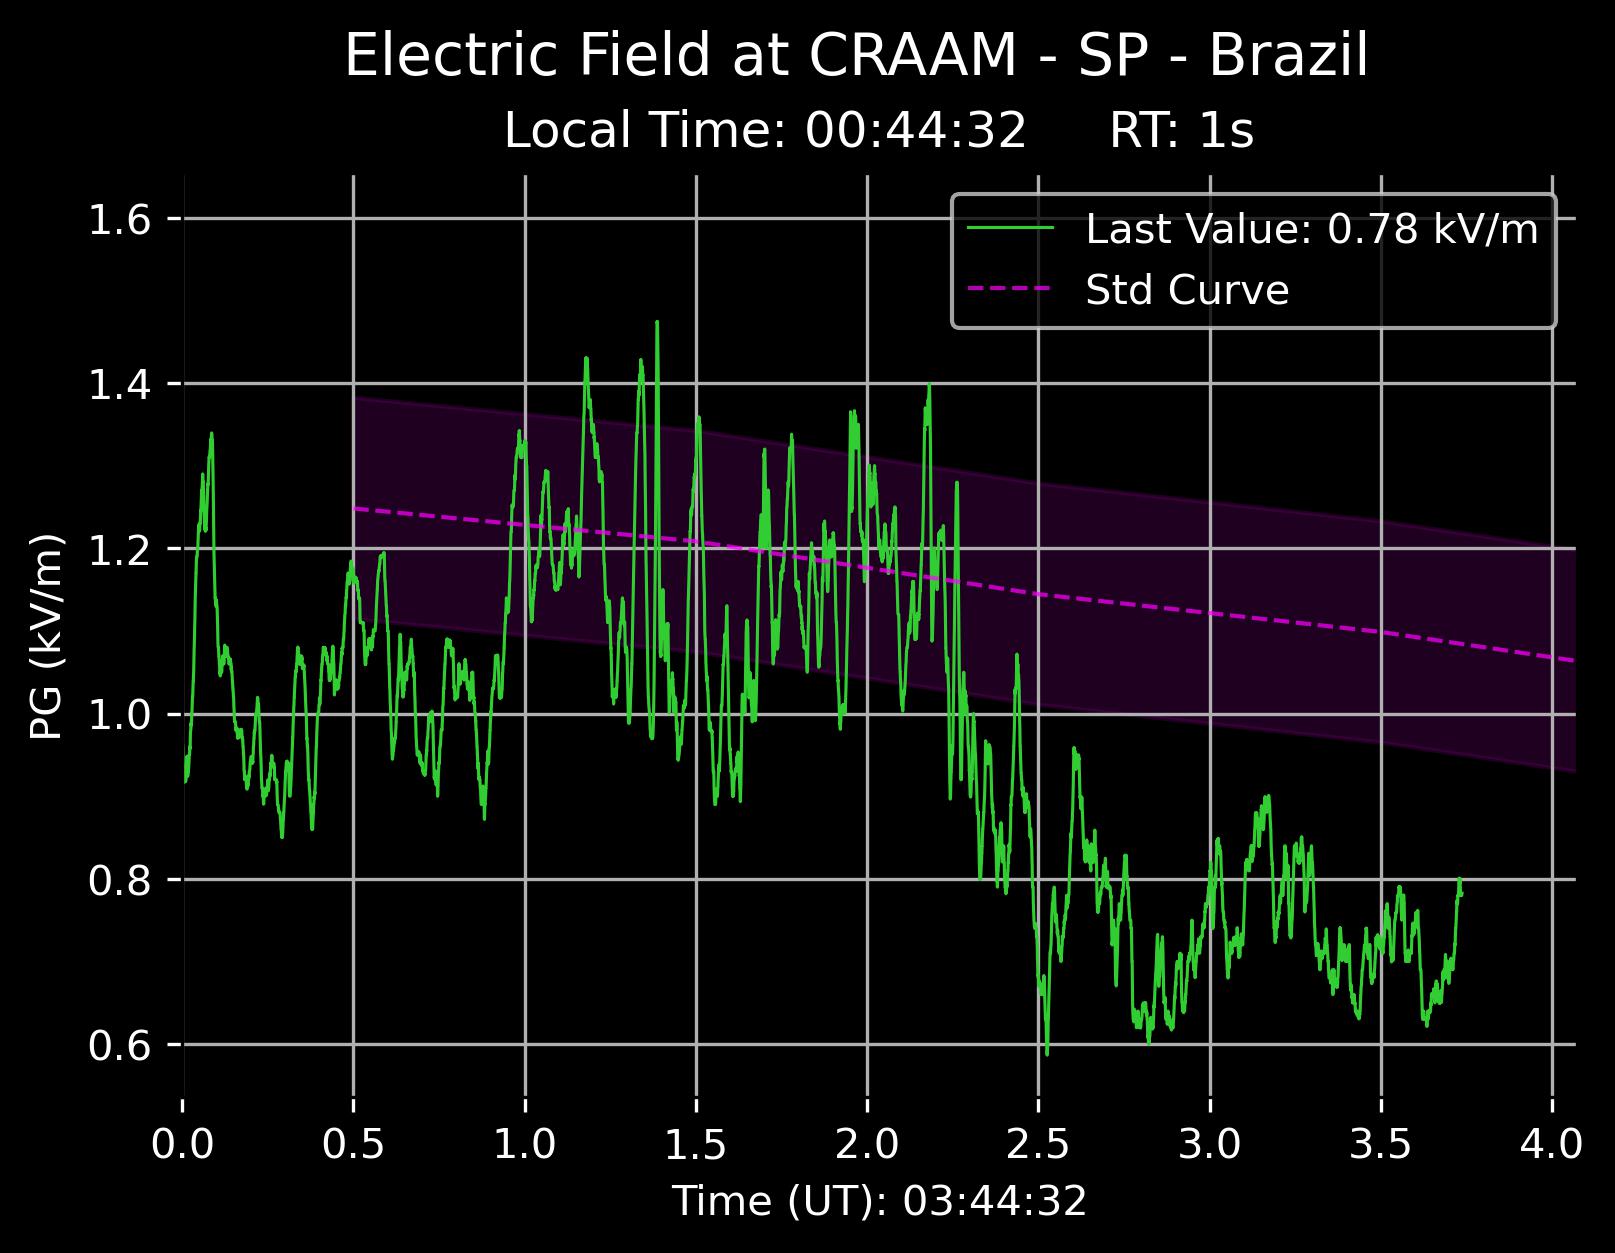 Electric Field at CRAAM - SP - Brazil
Local Time: 00:44:32 RT: 1s
Last Value: 0.78 kV/m
Std Curve
PG (kV/m)
1.6
1.4
1.2
1.0
0.8
0.6
0.0 0.5 1.0 1.5 2.0 2.5 3.0 3.5 4.0
Time (UT): 03:44:32